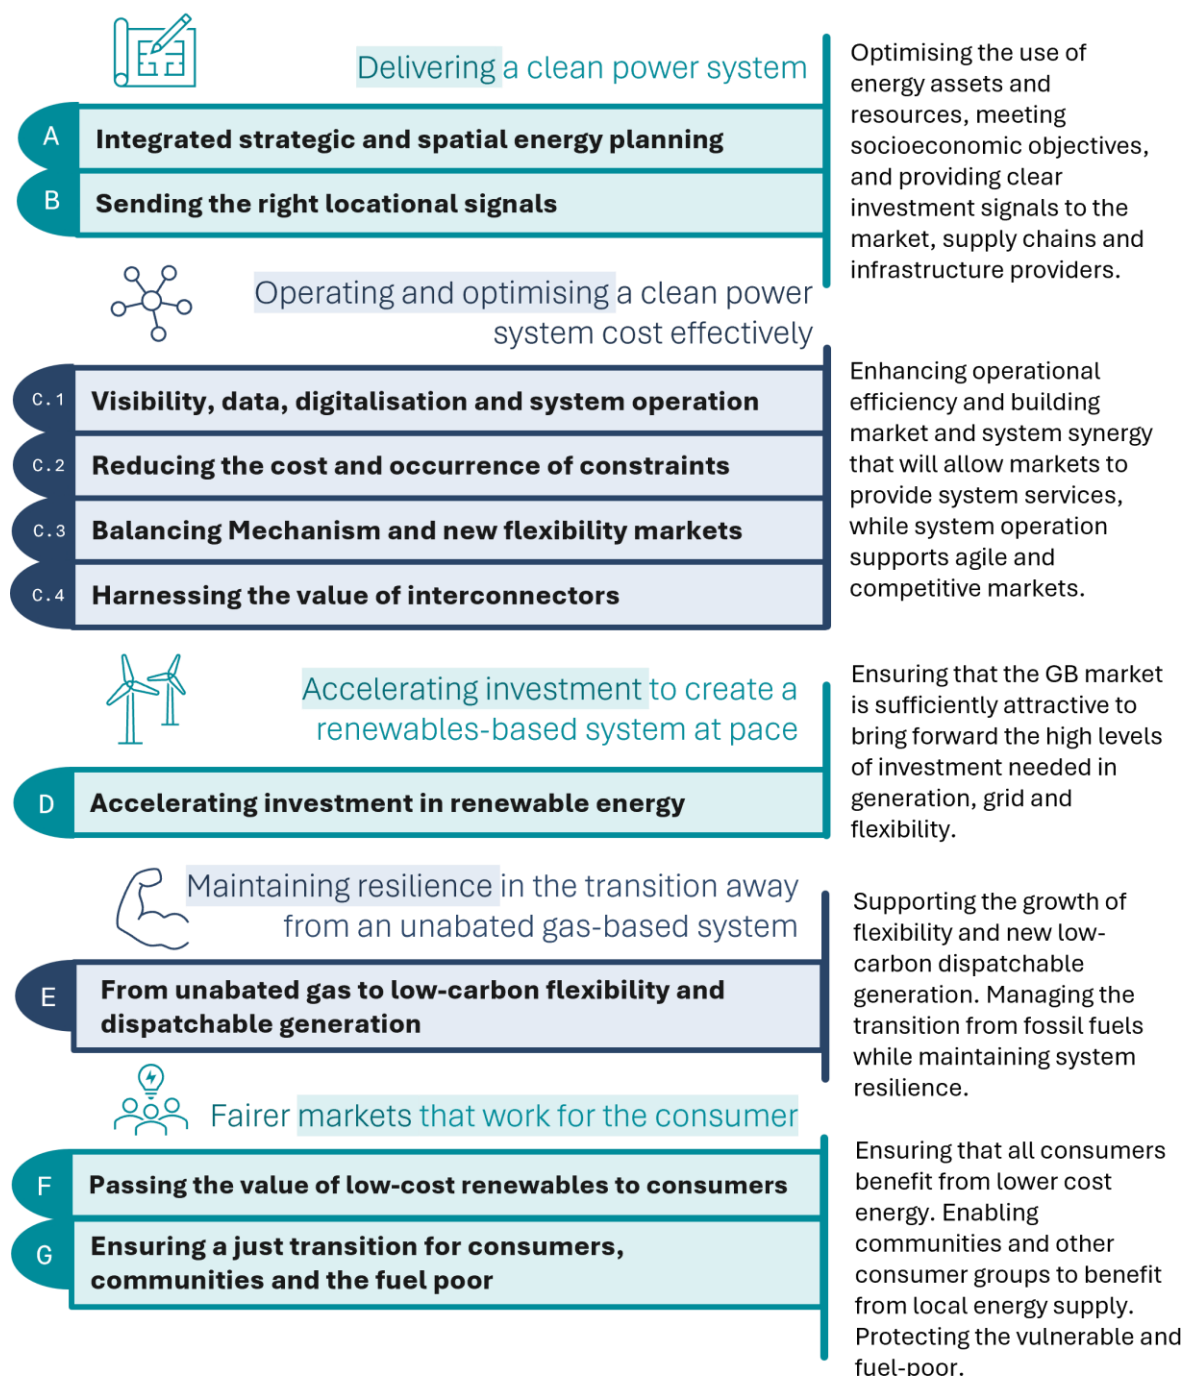 Delivering a clean power system
A
Integrated strategic and spatial energy planning
B
Sending the right locational signals
Optimising the use of
energy assets and
resources, meeting
socioeconomic objectives,
and providing clear
investment signals to the
market, supply chains and
infrastructure providers.
Operating and optimising a clean power
system cost effectively
C.1
Visibility, data, digitalisation and system operation
C.2
Reducing the cost and occurrence of constraints
C.3
Balancing Mechanism and new flexibility markets
C.4
Harnessing the value of interconnectors
Enhancing operational
efficiency and building
market and system synergy
that will allow markets to
provide system services,
while system operation
supports agile and
competitive markets.
Accelerating investment to create a
renewables-based system at pace
D
Accelerating investment in renewable energy
Ensuring that the GB market
is sufficiently attractive to
bring forward the high levels
of investment needed in
generation, grid and
flexibility.
Maintaining resilience in the transition away
from an unabated gas-based system
E
From unabated gas to low-carbon flexibility and
dispatchable generation
Supporting the growth of
flexibility and new low-
carbon dispatchable
generation. Managing the
transition from fossil fuels
while maintaining system
resilience.
Fairer markets that work for the consumer
F
Passing the value of low-cost renewables to consumers
G
Ensuring a just transition for consumers,
communities and the fuel poor
Ensuring that all consumers
benefit from lower cost
energy. Enabling
communities and other
consumer groups to benefit
from local energy supply.
Protecting the vulnerable and
fuel-poor.